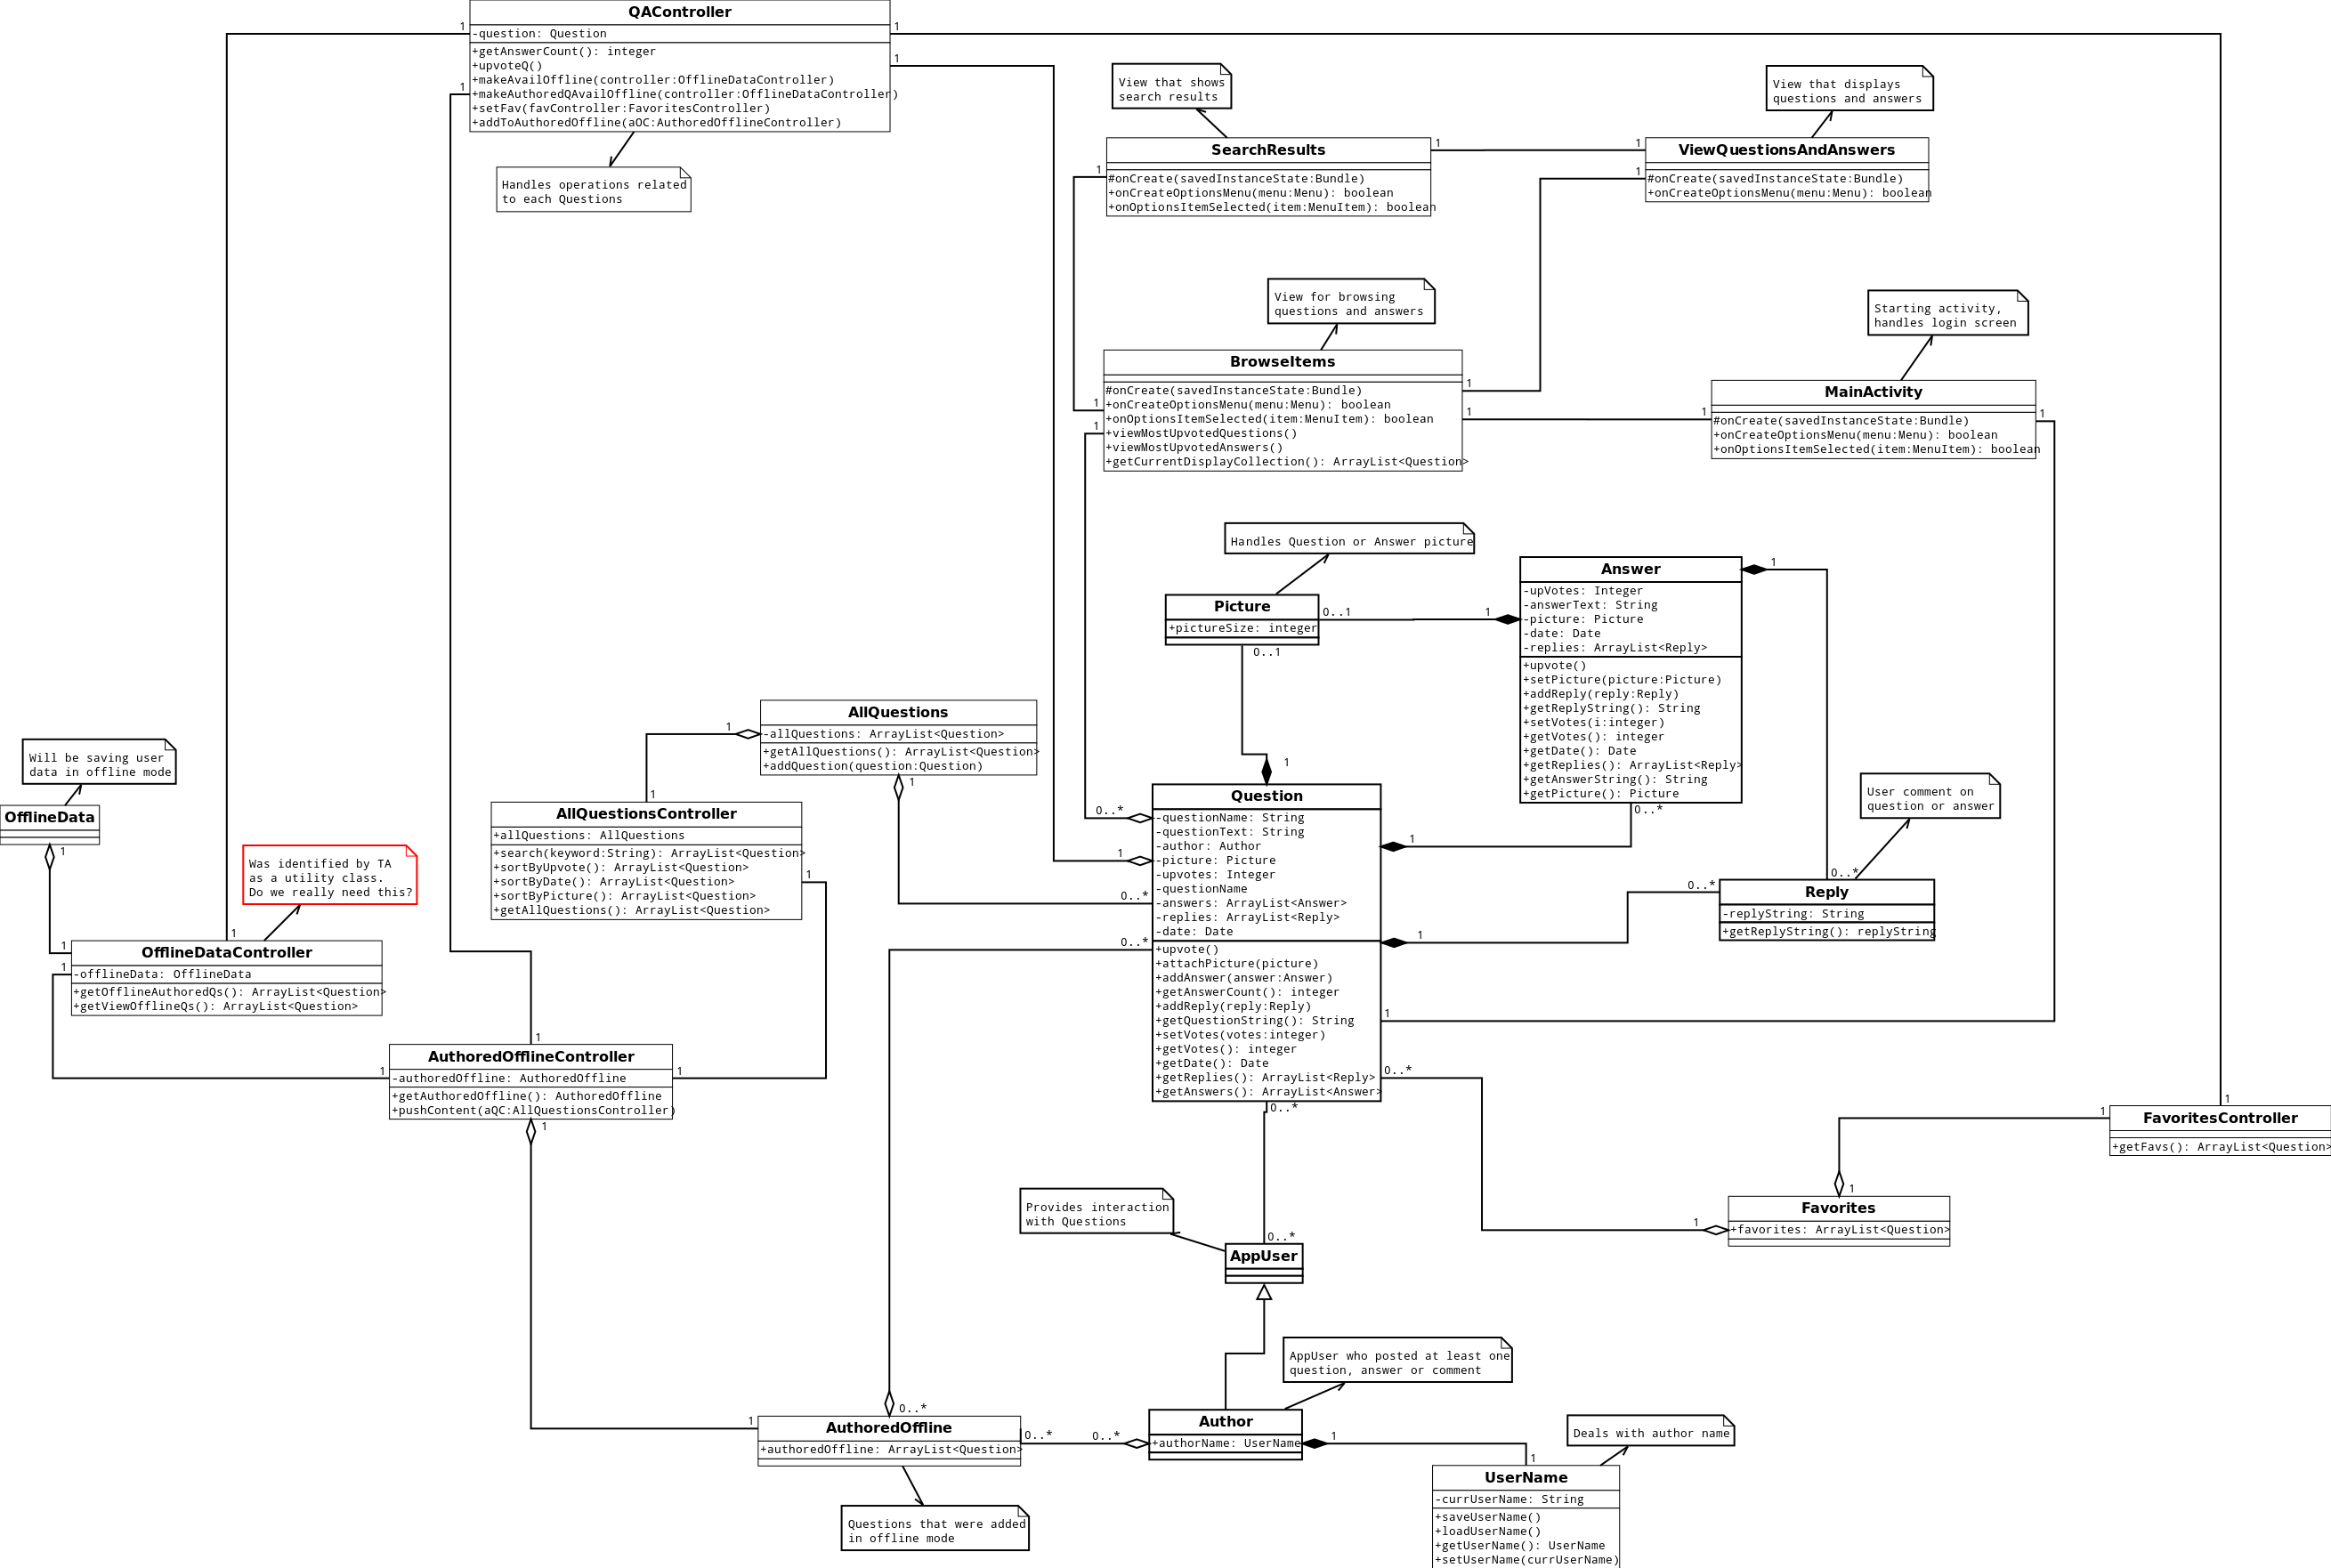 QAController
1
1
-question: Question
+getAnswerCount(): integer
+upvoteQ()
1
+makeAvailOffline(controller:OfflineDataController)
1
+makeAuthoredQAvailOffline(controller:OfflineDataController)
+setFav(favController:FavoritesController)
+addToAuthoredOffline(aOC:AuthoredOfflineController)
Handles operations related
to each Questions
View that shows
search results
View that displays
questions and answers
SearchResults
1
#onCreate(savedInstanceState:Bundle)
+onCreateOptionsMenu(menu:Menu): boolean
+onOptionsItemSelected(item:MenuItem): boolean
1
1
ViewQuestionsAndAnswers
1
#onCreate(savedInstanceState:Bundle)
+onCreateOptionsMenu(menu:Menu): boolean
View for browsing
questions and answers
Starting activity,
handles login screen
BrowseItems
#onCreate(savedInstanceState:Bundle)
+onCreateOptionsMenu(menu:Menu): boolean
+onOptionsItemSelected(item:MenuItem): boolean
+viewMostUpvotedQuestions()
+viewMostUpvotedAnswers()
+getCurrentDisplayCollection(): ArrayList<Question>
1
1
1
1
1
MainActivity
#onCreate(savedInstanceState:Bundle)
+onCreateOptionsMenu(menu:Menu): boolean
+onOptionsItemSelected(item:MenuItem): boolean
1
Handles Question or Answer picture
Picture
+pictureSize: integer
0..1
0..1
1
Answer
1
-upVotes: Integer
-answerText: String
-picture: Picture
-date: Date
-replies: ArrayList<Reply>
+upvote()
+setPicture(picture:Picture)
+addReply(reply:Reply)
+getReplyString(): String
+setVotes(i:integer)
+getVotes(): integer
+getDate(): Date
+getReplies(): ArrayList<Reply>
+getAnswerString(): String
+getPicture(): Picture
0..*
AllQuestions
1
-allQuestions: ArrayList<Question>
+getAllQuestions(): ArrayList<Question>
+addQuestion(question:Question)
1
Will be saving user
data in offline mode
OfflineData
1
1
AllQuestionsController
+allQuestions: AllQuestions
+search(keyword:String): ArrayList<Question>
+sortByUpvote(): ArrayList<Question>
+sortByDate(): ArrayList<Question>
+sortByPicture(): ArrayList<Question>
+getAllQuestions(): ArrayList<Question>
1
Was identified by TA
as a utility class.
Do we really need this?
1
OfflineDataController
1
1
-offlineData: OfflineData
+getOfflineAuthoredQs(): ArrayList<Question>
+getViewOfflineQs(): ArrayList<Question>
1
Question
0..*
-questionName: String
-questionText: String
-author: Author
-picture: Picture
-upvotes: Integer
-questionName
-answers: ArrayList<Answer>
-replies: ArrayList<Reply>
-date: Date
1
1
0..*
0..*
1
+upvote()
+attachPicture(picture)
+addAnswer(answer:Answer)
+getAnswerCount(): integer
+addReply(reply:Reply)
+getQuestionString(): String
+setVotes(votes:integer)
+getVotes(): integer
+getDate(): Date
+getReplies(): ArrayList<Reply>
+getAnswers(): ArrayList<Answer>
1
0..*
0..*
User comment on
question or answer
0..*
0..*
Reply
-replyString: String
+getReplyString(): replyString
1
AuthoredOfflineController
1
1
-authoredOffline: AuthoredOffline
+getAuthoredOffline(): AuthoredOffline
+pushContent(aQC:AllQuestionsController)
1
1
1
FavoritesController
+getFavs(): ArrayList<Question>
1
Favorites
1
+favorites: ArrayList<Question>
Provides interaction
with Questions
0..*
AppUser
AppUser who posted at least one
question, answer or comment
0..*
1
AuthoredOffline
+authoredOffline: ArrayList<Question>
0..*
0..*
Author
+authorName: UserName
1
Questions that were added
in offline mode
Deals with author name
1
UserName
-currUserName: String
+saveUserName()
+loadUserName()
+getUserName(): UserName
+setUserName(currUserName)